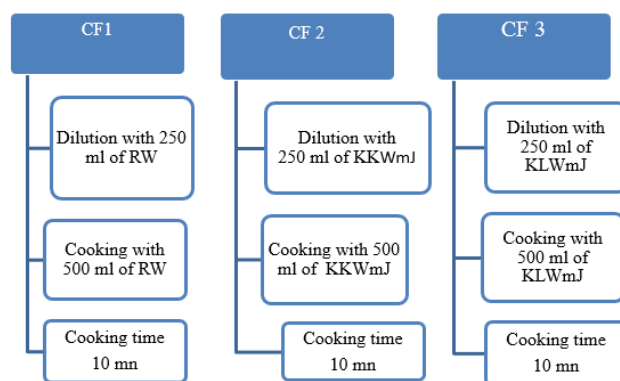 CF1
Dilution with 250
ml of RW
Cooking with
500 ml of RW
Cooking time
10 mn
CF 2
Dilution with
250 ml of KKWmJ
Cooking with 500
ml of KKWmJ
Cooking time
10 mn
CF 3
Dilution with
250 ml of
KLWmJ
Cooking with
500 ml of KLWmJ
Cooking time
10 mn